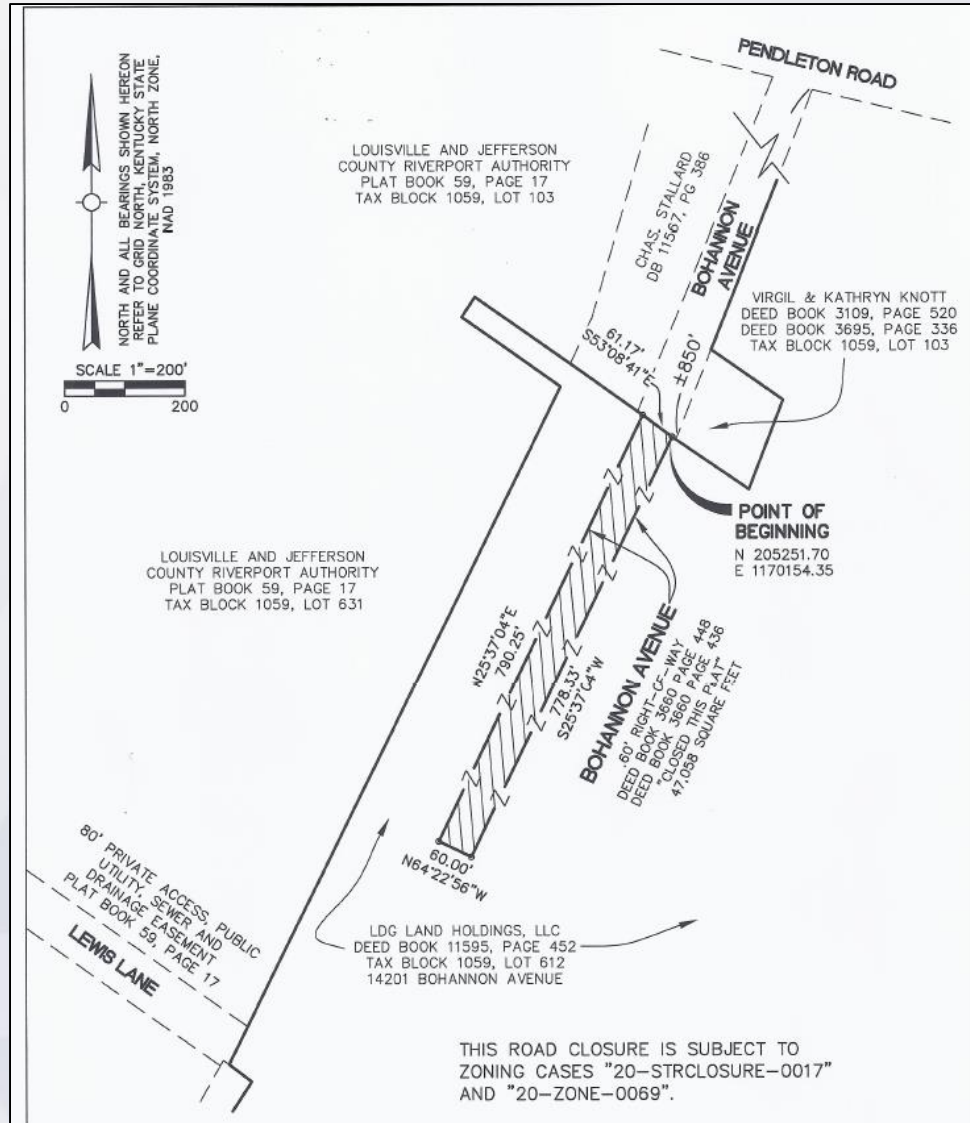 NORTH AND ALL BEARINGS SHOWN HEREON
REFER TO GRID NORTH, KENTUCKY STATE
PLANE COORDINATE SYSTEM, NORTH ZONE,
NAD 1983
SCALE 1"=200'
0 200
PENDLETON ROAD
LOUISVILLE AND JEFFERSON
COUNTY RIVERPORT AUTHORITY
PLAT BOOK 59, PAGE 17
TAX BLOCK 1059, LOT 103
CHAS. STALLARD
DB 11567, PG 386
BOHANNON
AVENUE
VIRGIL & KATHRYN KNOTT
DEED BOOK 3109, PAGE 520
DEED BOOK 3695, PAGE 336
TAX BLOCK 1059, LOT 103
61.17'
S53°08'41"E
±850'
POINT OF
BEGINNING
N 205251.70
E 1170154.35
LOUISVILLE AND JEFFERSON
COUNTY RIVERPORT AUTHORITY
PLAT BOOK 59, PAGE 17
TAX BLOCK 1059, LOT 631
N25°37'04"E
790.25'
778.33'
S25°37'04"W
BOHANNON AVENUE
60' RIGHT-OF-WAY
DEED BOOK 3660 PAGE 448
DEED BOOK 3660 PAGE 436
"CLOSED THIS PLAT"
47,058 SQUARE FEET
60.00'
N64°22'56"W
80' PRIVATE ACCESS, PUBLIC
UTILITY, SEWER AND
DRAINAGE EASEMENT
PLAT BOOK 59, PAGE 17
LEWIS LANE
LDG LAND HOLDINGS, LLC
DEED BOOK 11595, PAGE 452
TAX BLOCK 1059, LOT 612
14201 BOHANNON AVENUE
THIS ROAD CLOSURE IS SUBJECT TO
ZONING CASES "20-STRCLOSURE-0017"
AND "20-ZONE-0069".